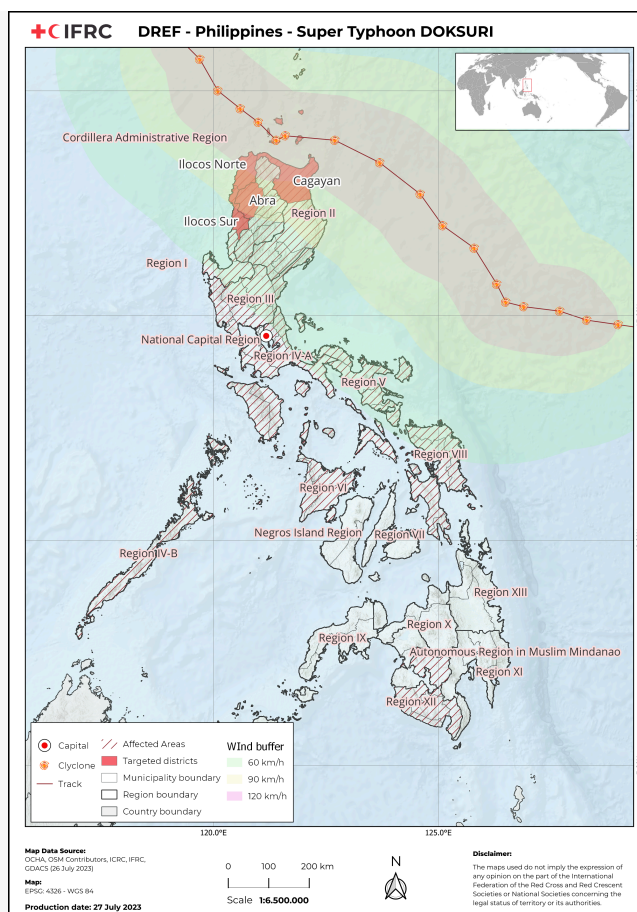 IFRC
DREF - Philippines - Super Typhoon DOKSURI
Cordillera Administrative Region
Ilocos Norte
Cagayan
Abra
Region II
Ilocos Sur
Region I
Region III
National Capital Region
Region IV-A
Region V
Region VIII
Region VI
Negros Island Region
Region VII
Region IV-B
Region XIII
Region X
Region IX
Autonomous Region in Muslim Mindanao
Region XI
Region XII
Capital
Cyclone
Track
Affected Areas
Targeted districts
Municipality boundary
Region boundary
Country boundary
WInd buffer
60 km/h
90 km/h
120 km/h
120.0°E
125.0°E
Map Data Source:
OCHA, OSM Contributors, ICRC, IFRC,
GDACS (26 July 2023)
Map:
EPSG: 4326 - WGS 84
Production date: 27 July 2023
0 100 200 km
Scale 1:6.500.000
N
Disclaimer:
The maps used do not imply the expression of
any opinion on the part of the International
Federation of the Red Cross and Red Crescent
Societies or National Societies concerning the
legal status of territory or its authorities.